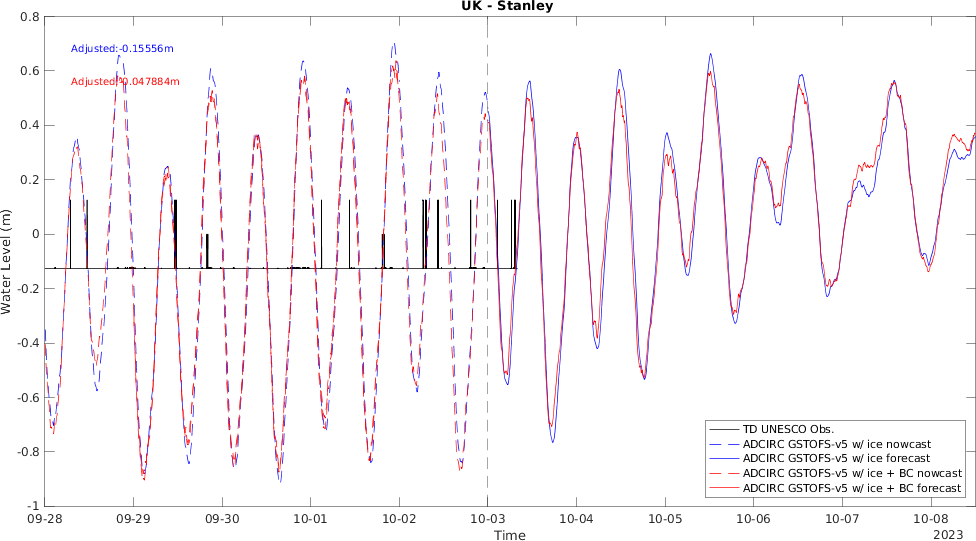 UK - Stanley
0.8
0.6
0.4
0.2
0
-0.2
-0.4
-0.6
-0.8
-1
Water Level (m)
Adjusted:-0.15556m
Adjusted:-0.047884m
TD UNESCO Obs.
ADCIRC GSTOFS-v5 w/ ice nowcast
ADCIRC GSTOFS-v5 w/ ice forecast
ADCIRC GSTOFS-v5 w/ ice + BC nowcast
ADCIRC GSTOFS-v5 w/ ice + BC forecast
09-28 09-29 09-30 10-01 10-02 10-03 10-04 10-05 10-06 10-07 10-08
Time
2023